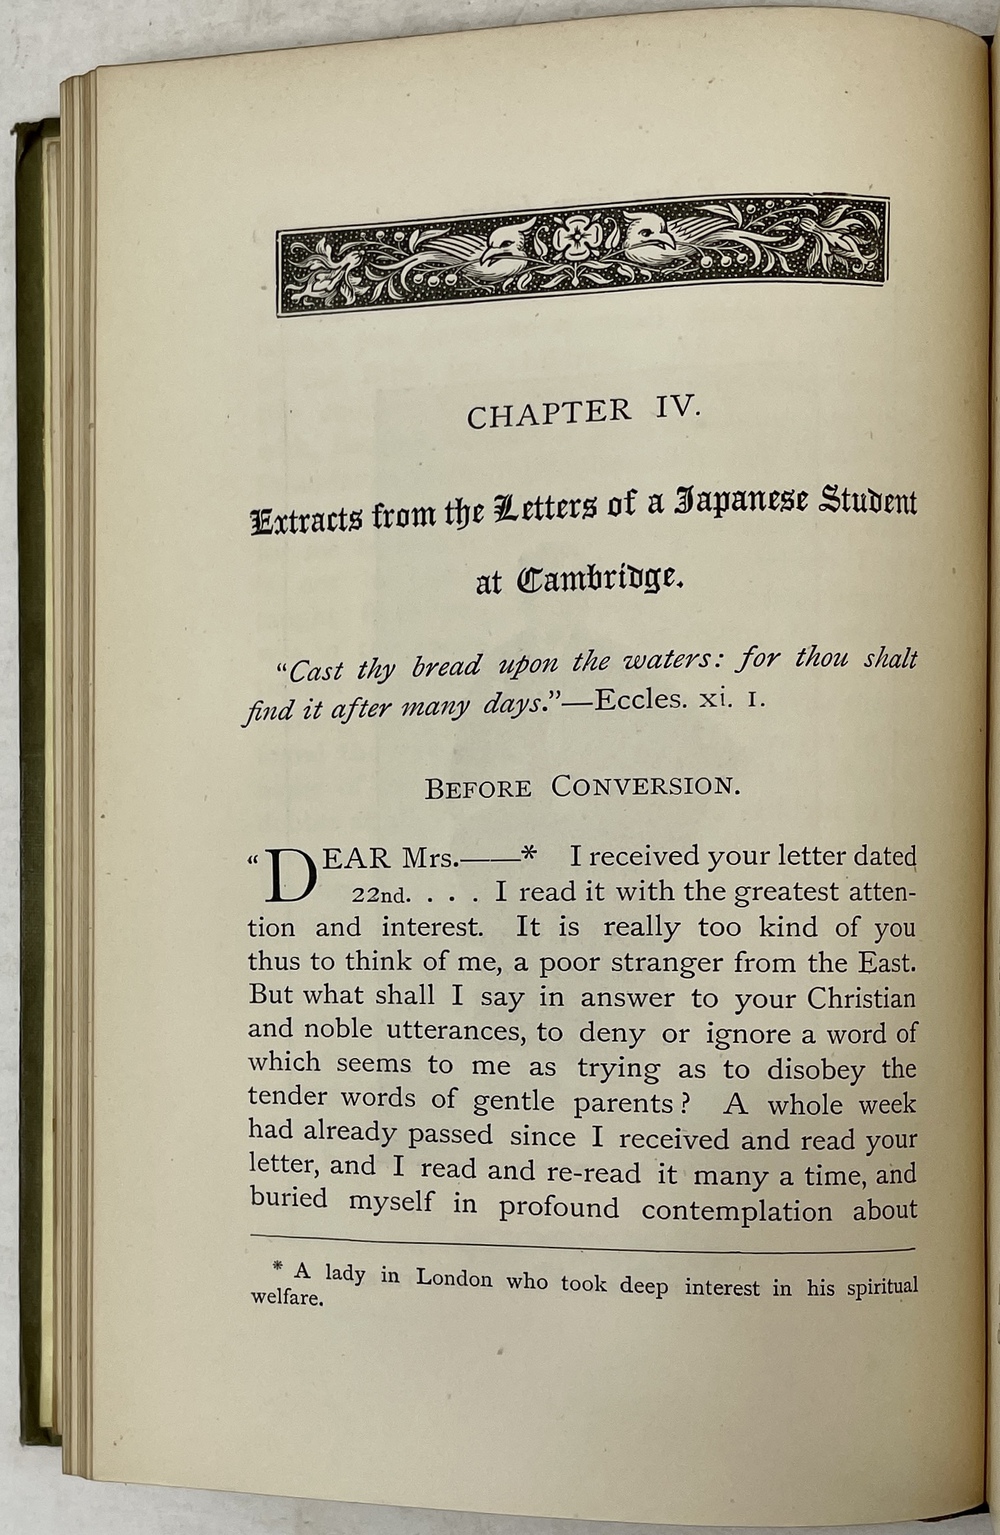 CHAPTER IV.
Extracts from the Letters of a Japanese Student
at Cambridge.
“Cast thy bread upon the waters: for thou shalt
find it after many days.”—Eccles. xi. 1.
BEFORE CONVERSION.
“DEAR Mrs.——* I received your letter dated
22nd. . . . I read it with the greatest atten-
tion and interest. It is really too kind of you
thus to think of me, a poor stranger from the East.
But what shall I say in answer to your Christian
and noble utterances, to deny or ignore a word of
which seems to me as trying as to disobey the
tender words of gentle parents? A whole week
had already passed since I received and read your
letter, and I read and re-read it many a time, and
buried myself in profound contemplation about
* A lady in London who took deep interest in his spiritual
welfare.